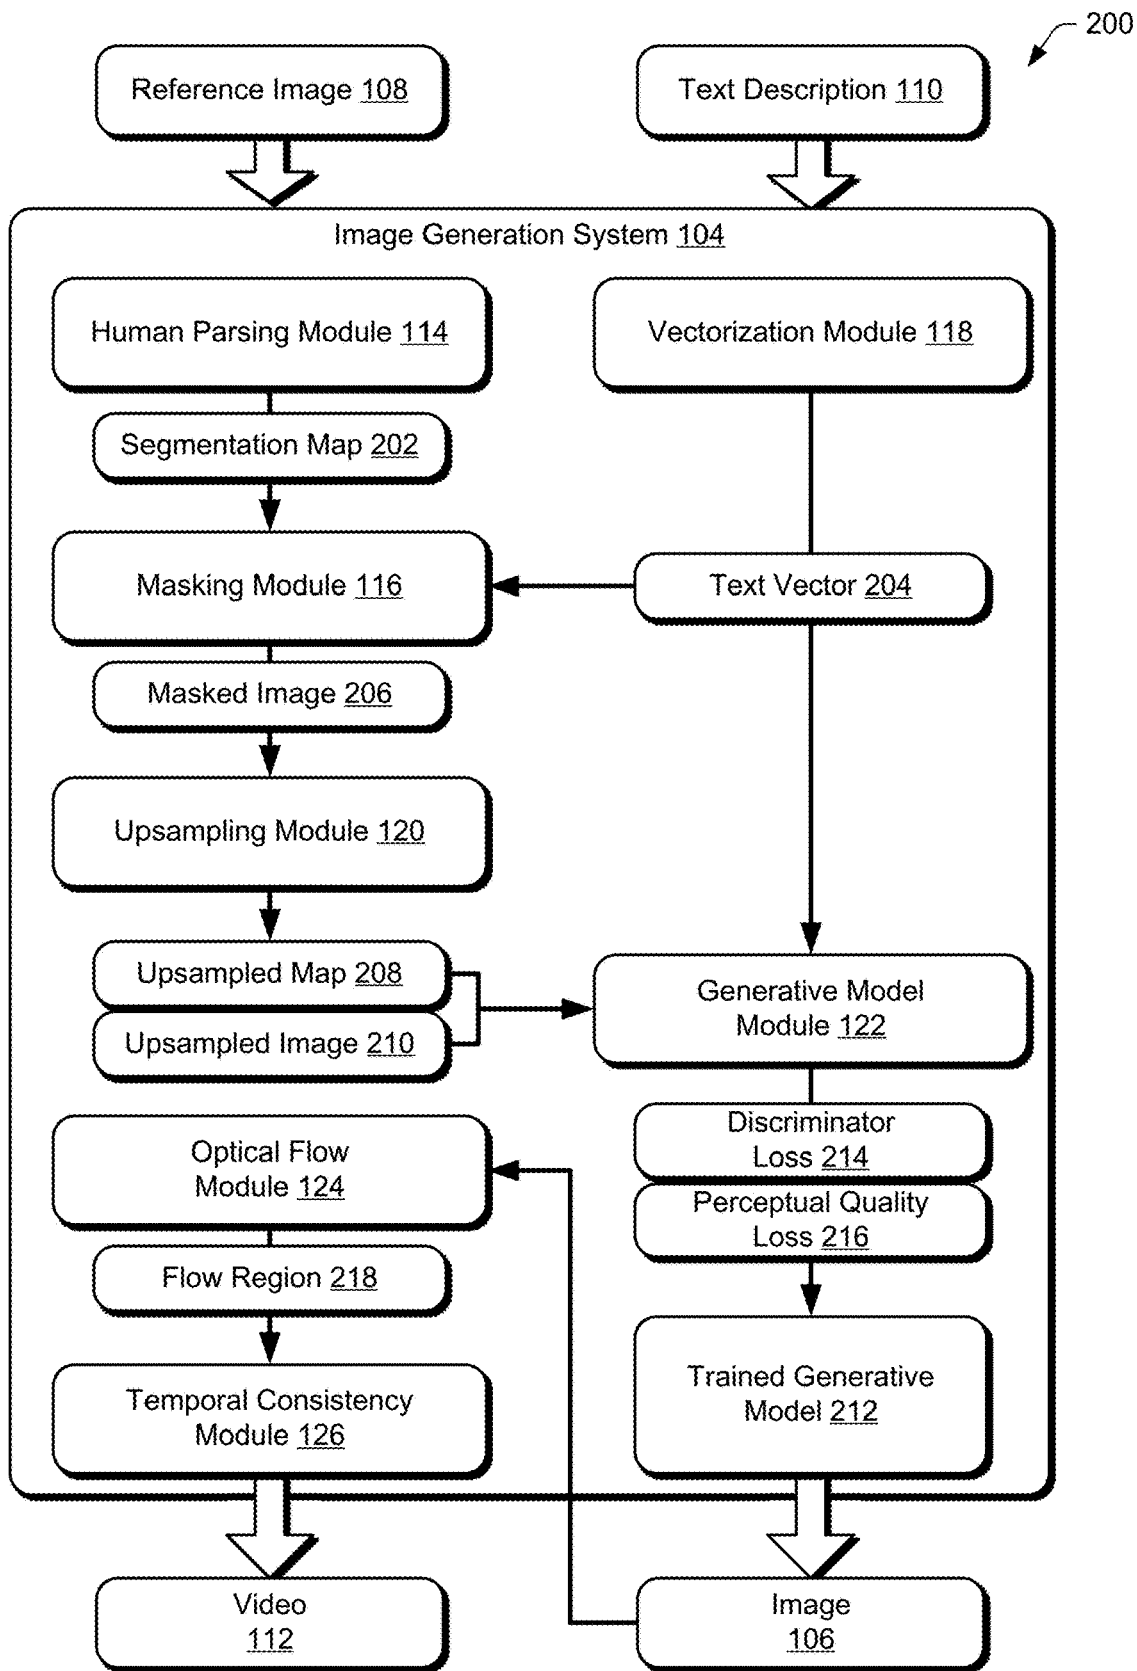 200
Reference Image 108
Text Description 110
Image Generation System 104
Human Parsing Module 114
Vectorization Module 118
Segmentation Map 202
Masking Module 116
Text Vector 204
Masked Image 206
Upsampling Module 120
Upsampled Map 208
Upsampled Image 210
Generative Model
Module 122
Optical Flow
Module 124
Discriminator
Loss 214
Perceptual Quality
Loss 216
Flow Region 218
Temporal Consistency
Module 126
Trained Generative
Model 212
Video
112
Image
106